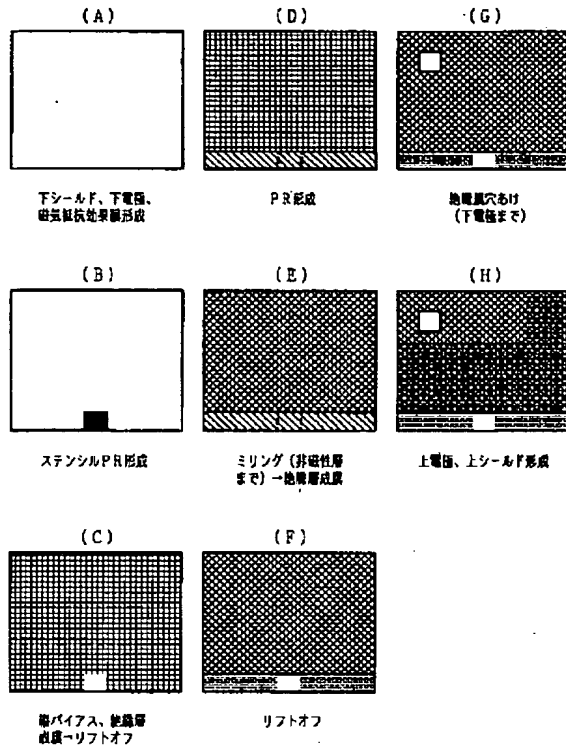 (A)
下シールド、下電極、
磁気抵抗効果膜形成
(B)
ステンシルPR形成
(C)
縦バイアス、絶縁層
成膜→リフトオフ
(D)
PR形成
(E)
ミリング(非磁性層
まで)→絶縁層成膜
(F)
リフトオフ
(G)
絶縁膜穴あけ
(下電極まで)
(H)
上電極、上シールド形成